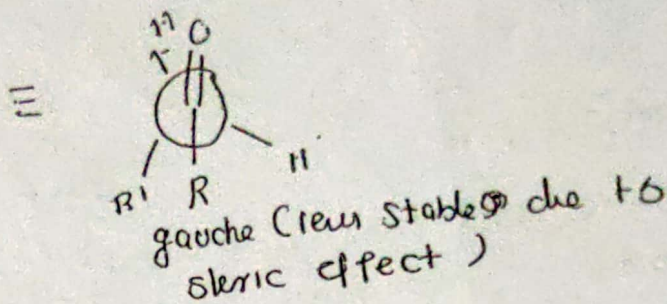 H O
≡
R' R H
gauche (less stable due to
steric effect)